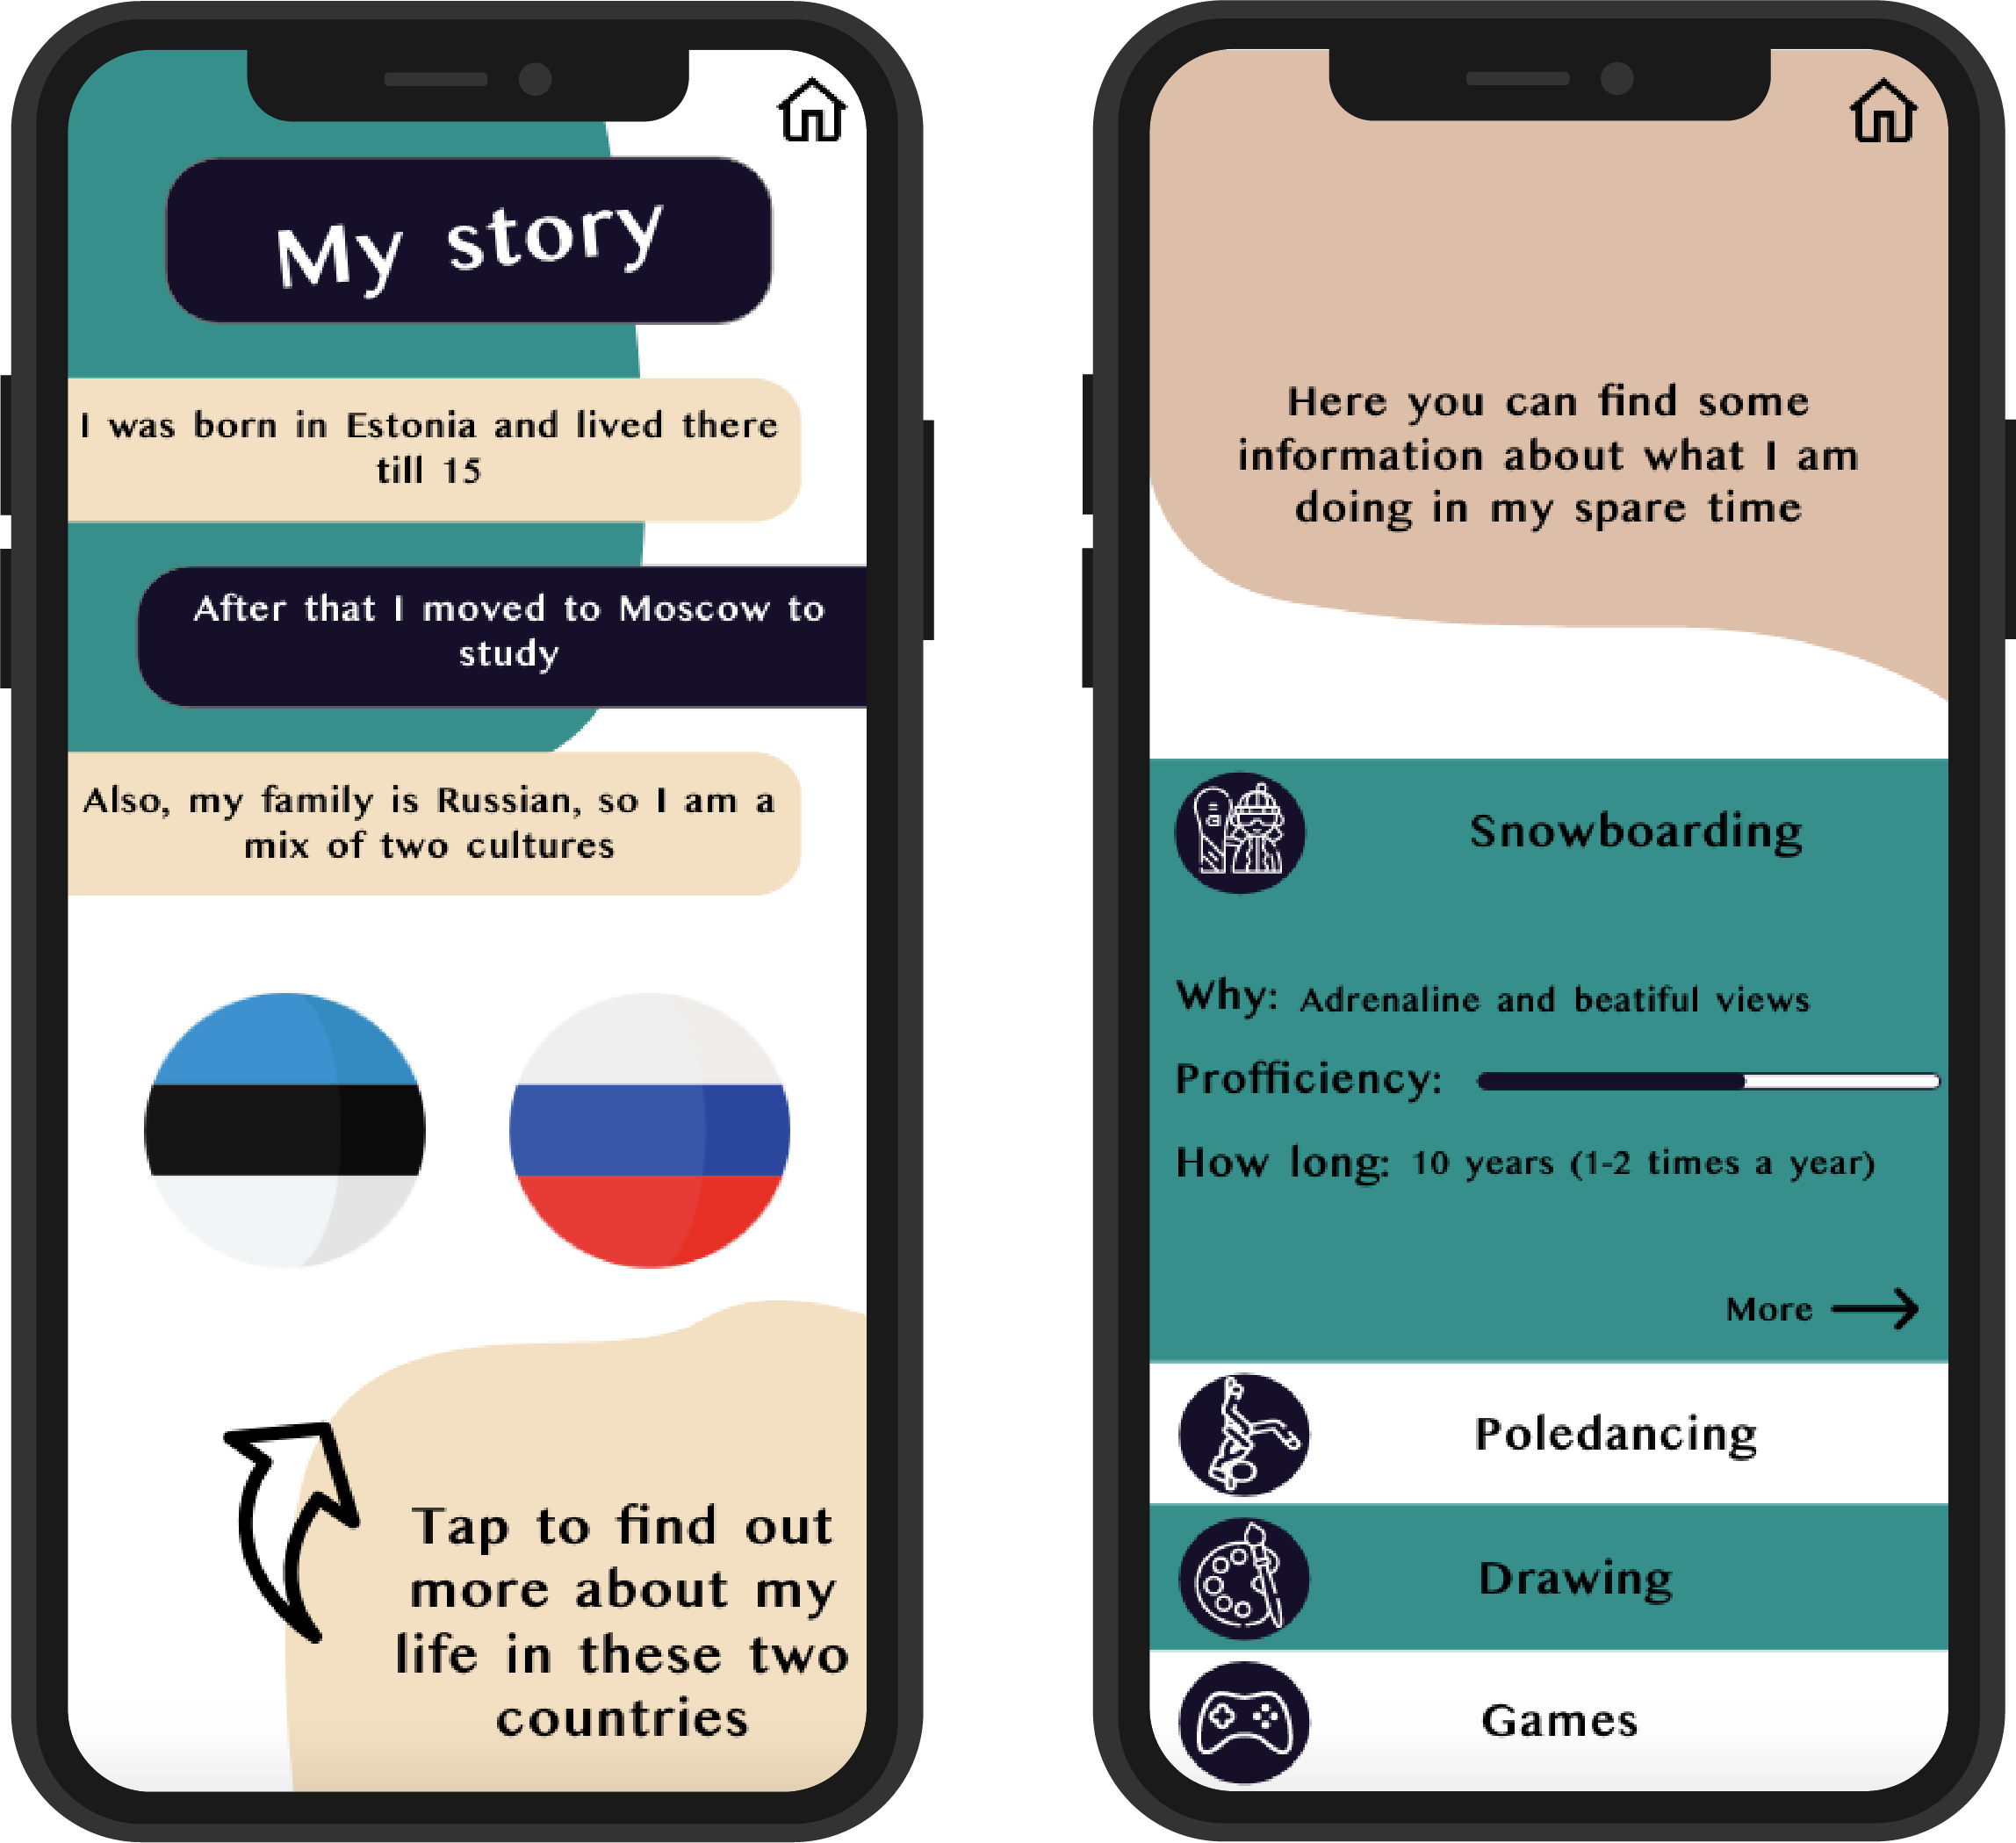 My story
I was born in Estonia and lived there
till 15
After that I moved to Moscow to
study
Also, my family is Russian, so I am a
mix of two cultures
Tap to find out
more about my
life in these two
countries
Here you can find some
information about what I am
doing in my spare time
Snowboarding
Why: Adrenaline and beatiful views
Profficiency:
How long: 10 years (1-2 times a year)
More
Poledancing
Drawing
Games